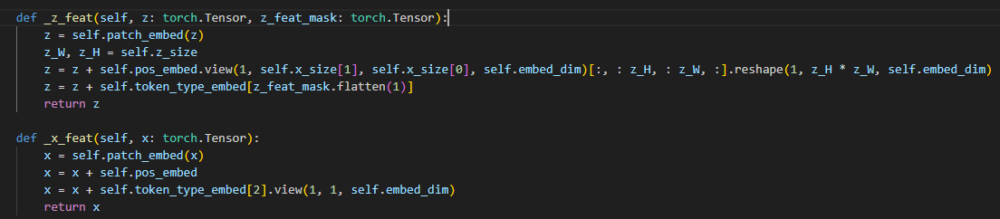 def _z_feat(self, z: torch.Tensor, z_feat_mask: torch.Tensor):
    z = self.patch_embed(z)
    z_W, z_H = self.z_size
    z = z + self.pos_embed.view(1, self.x_size[1], self.x_size[0], self.embed_dim)[:, : z_H, : z_W, :].reshape(1, z_H * z_W, self.embed_dim)
    z = z + self.token_type_embed[z_feat_mask.flatten(1)]
    return z

def _x_feat(self, x: torch.Tensor):
    x = self.patch_embed(x)
    x = x + self.pos_embed
    x = x + self.token_type_embed[2].view(1, 1, self.embed_dim)
    return x